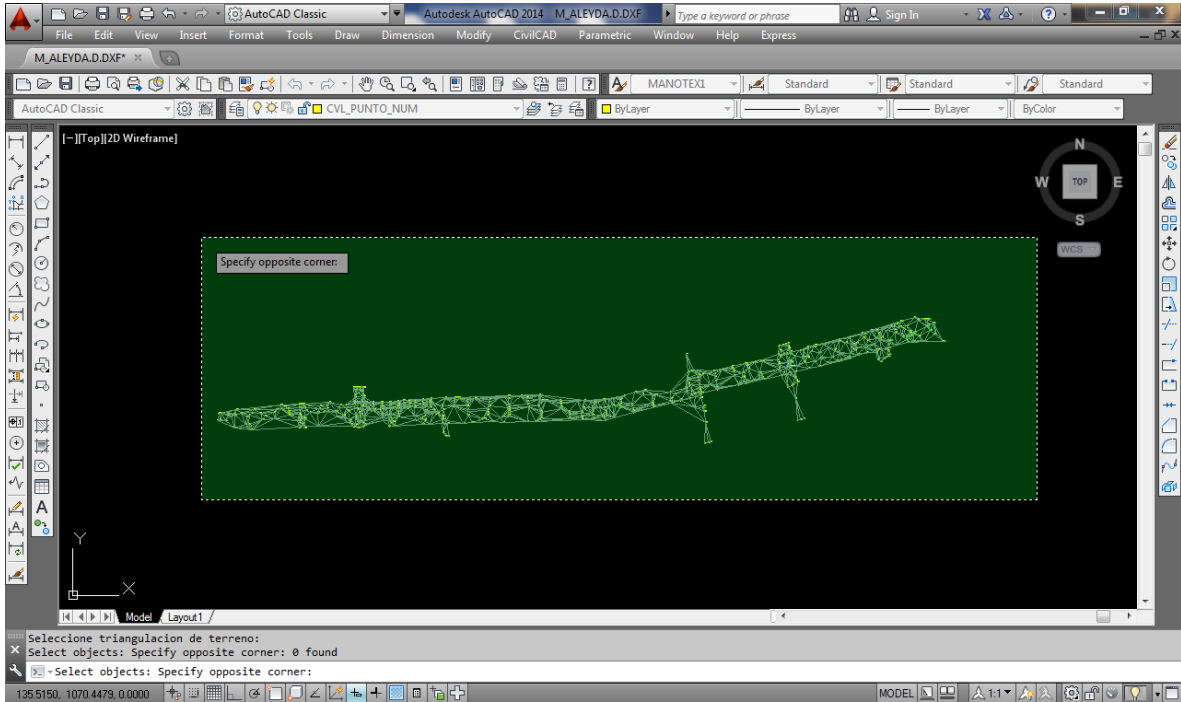 AutoCAD Classic
Autodesk AutoCAD 2014 M_ALEYDA.D.DXF
Type a keyword or phrase
Sign In
File Edit View Insert Format Tools Draw Dimension Modify CivilCAD Parametric Window Help Express
M_ALEYDA.D.DXF*
MANOTEX1 Standard Standard Standard
AutoCAD Classic CVL_PUNTO_NUM ByLayer ByLayer ByLayer ByColor
[−][Top][2D Wireframe]
N
W TOP E
S
WCS
Specify opposite corner:
Y
X
Model Layout1
Seleccione triangulacion de terreno:
Select objects: Specify opposite corner: 0 found
Select objects: Specify opposite corner:
135.5150, 1070.4479, 0.0000 MODEL 1:1